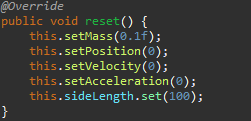 @Override
public void reset() {
    this.setMass(0.1f);
    this.setPosition(0);
    this.setVelocity(0);
    this.setAcceleration(0);
    this.sideLength.set(100);
}